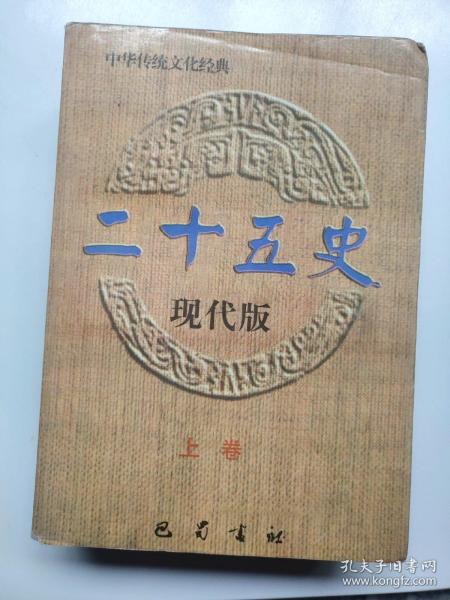 中华传统文化经典
二十五史
现代版
上卷
巴蜀书社
孔夫子旧书网
www.kongfz.com